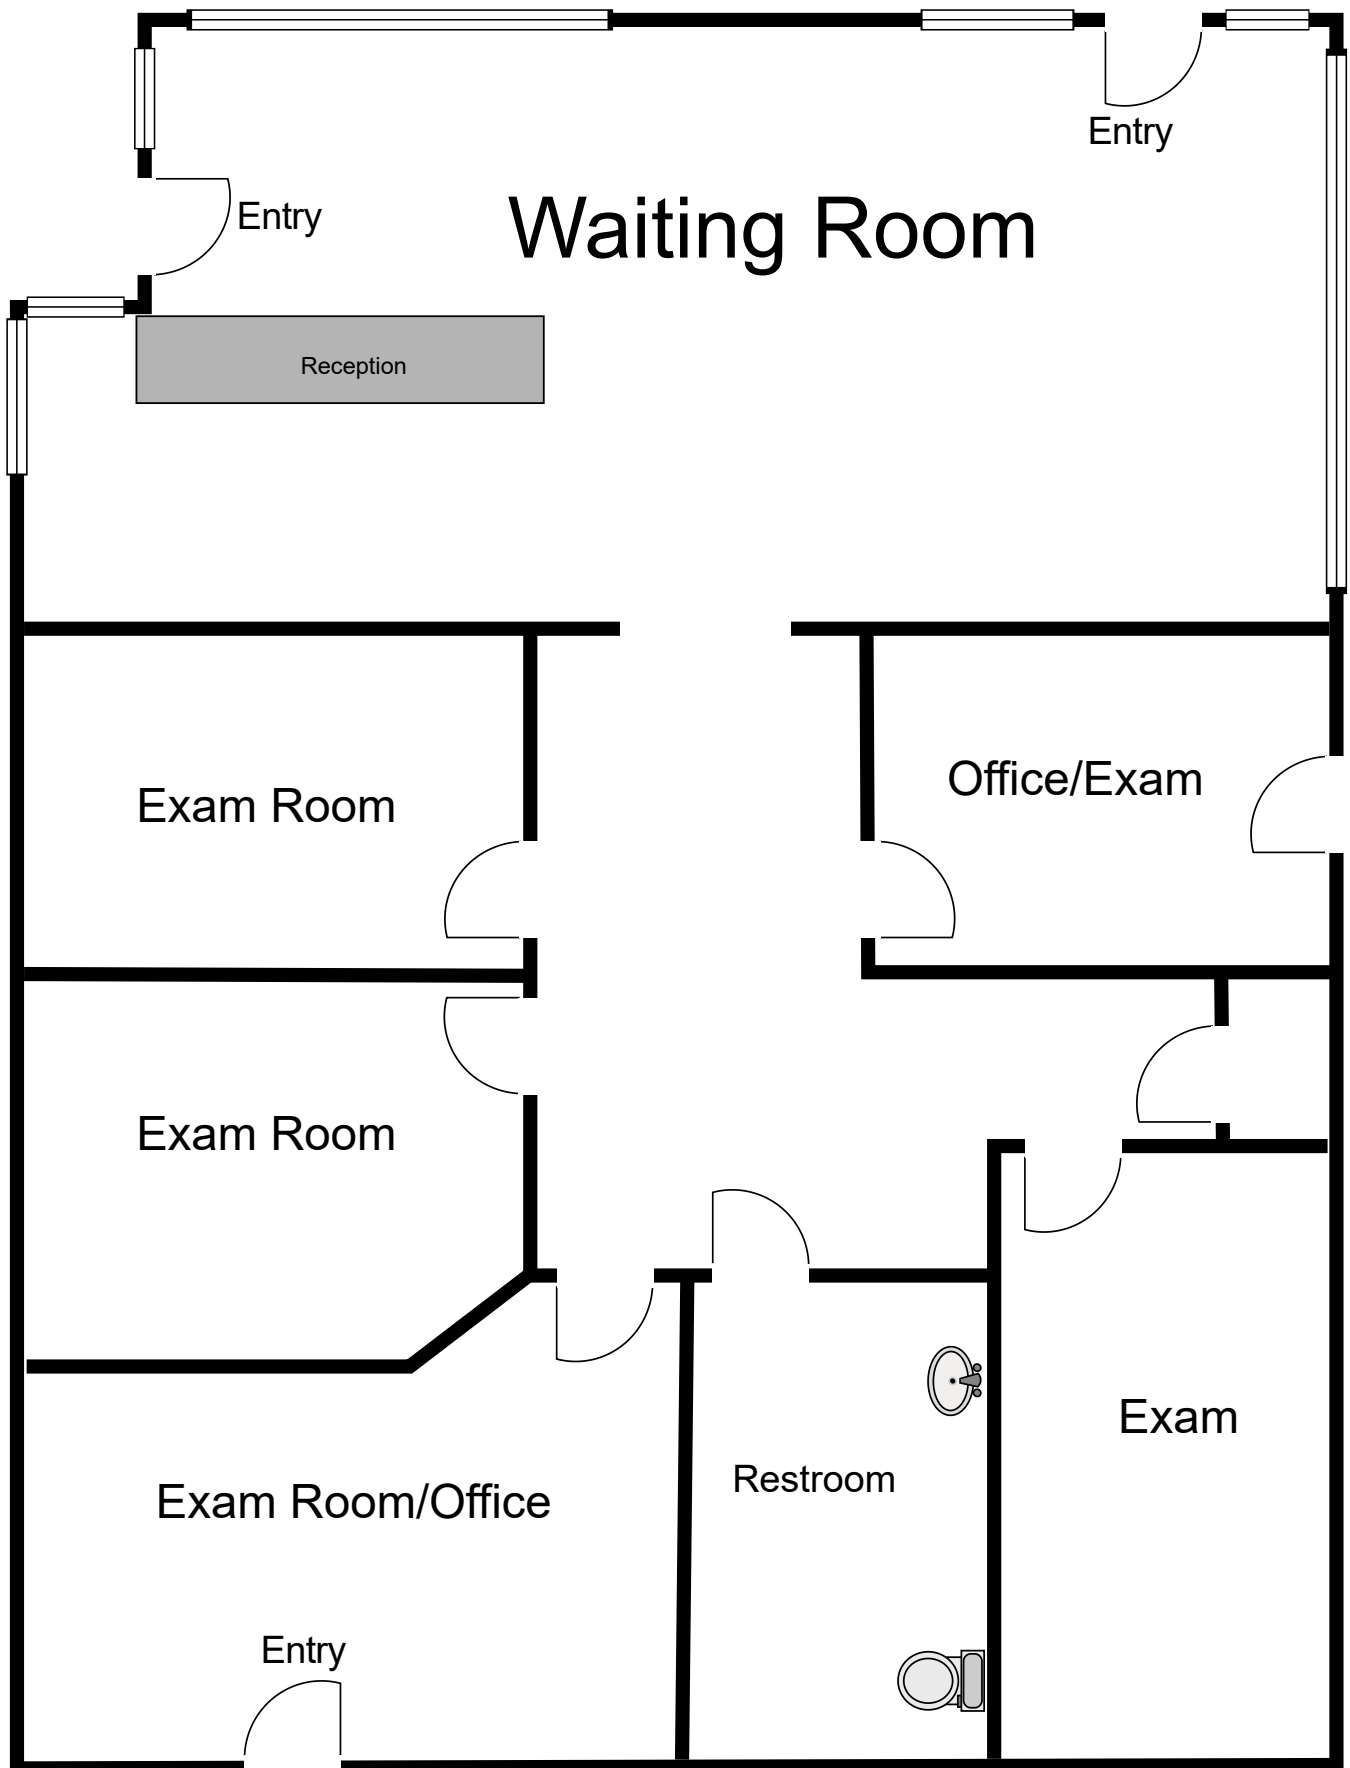 Entry
Entry
Waiting Room
Reception
Exam Room
Office/Exam
Exam Room
Exam
Restroom
Exam Room/Office
Entry